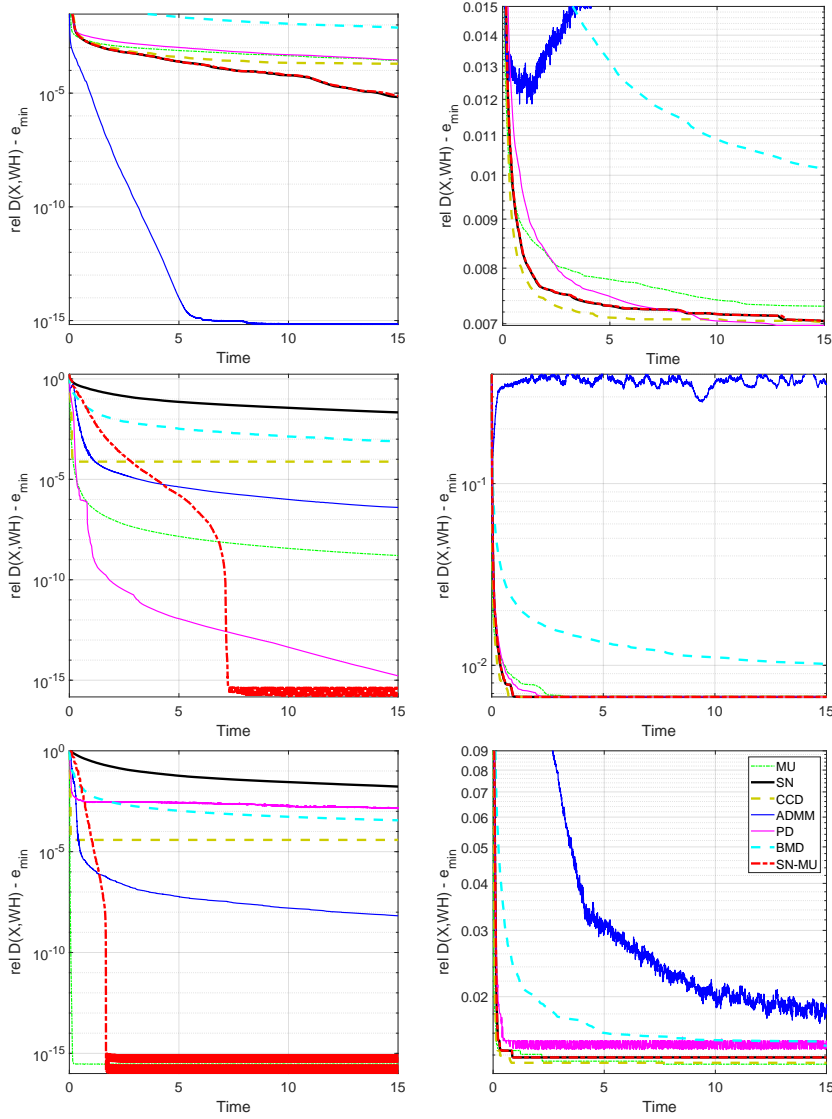 rel D(X,WH) - e_min
10^-5
10^-10
10^-15
0 5 10 15
Time
rel D(X,WH) - e_min
0.015
0.014
0.013
0.012
0.011
0.01
0.009
0.008
0.007
0 5 10 15
Time
rel D(X,WH) - e_min
10^0
10^-5
10^-10
10^-15
0 5 10 15
Time
rel D(X,WH) - e_min
10^-1
10^-2
0 5 10 15
Time
rel D(X,WH) - e_min
10^0
10^-5
10^-10
10^-15
0 5 10 15
Time
rel D(X,WH) - e_min
0.09
0.08
0.07
0.06
0.05
0.04
0.03
0.02
0 5 10 15
Time
MU
SN
CCD
ADMM
PD
BMD
SN-MU